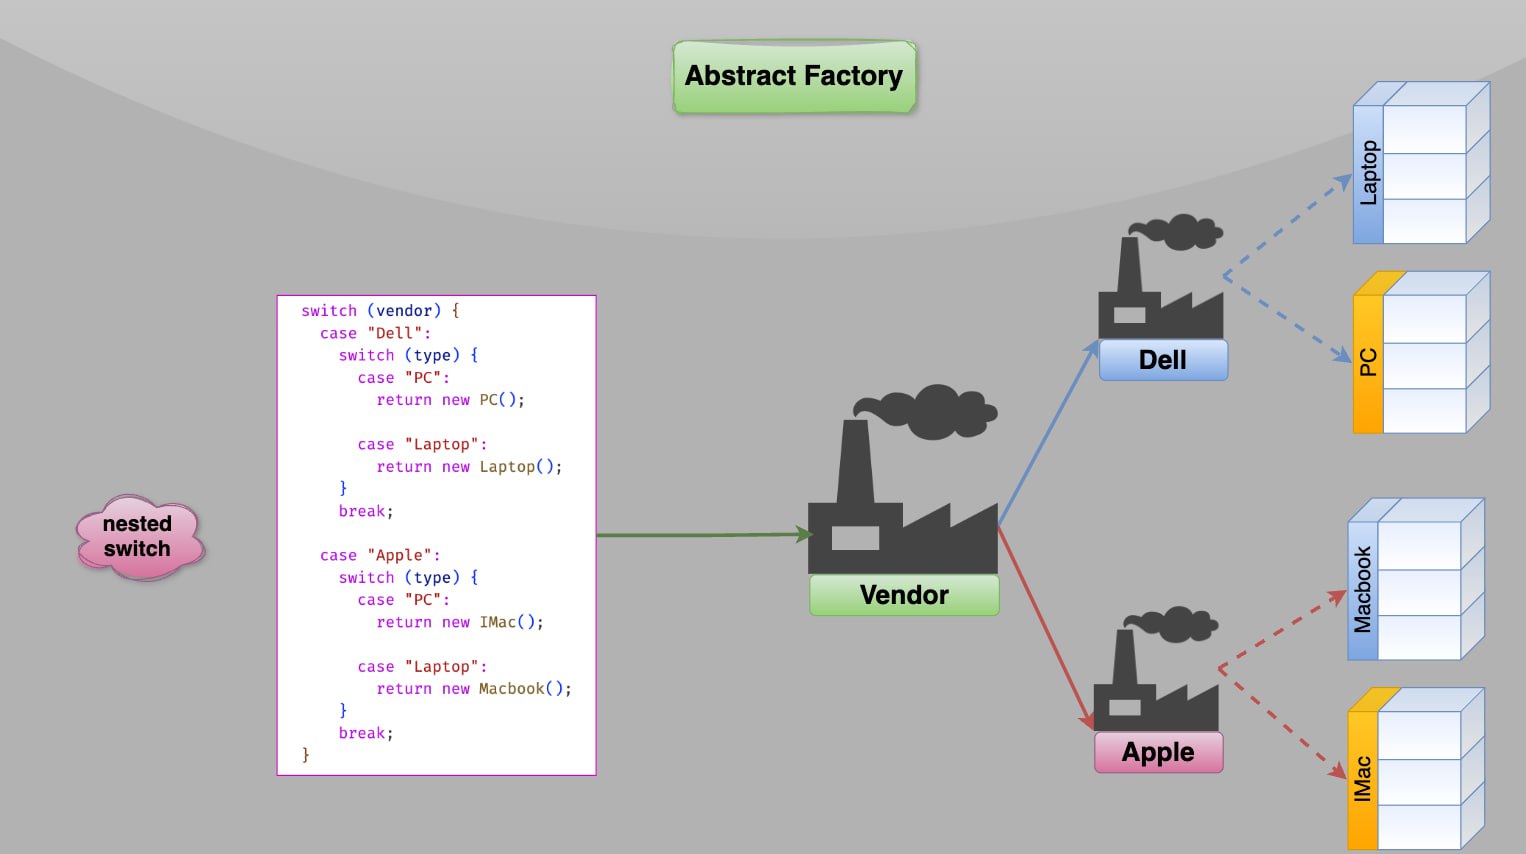 Abstract Factory
nested
switch
switch (vendor) {
case "Dell":
switch (type) {
case "PC":
return new PC();
case "Laptop":
return new Laptop();
}
break;
case "Apple":
switch (type) {
case "PC":
return new IMac();
case "Laptop":
return new Macbook();
}
break;
}
Vendor
Dell
Apple
Laptop
PC
Macbook
IMac